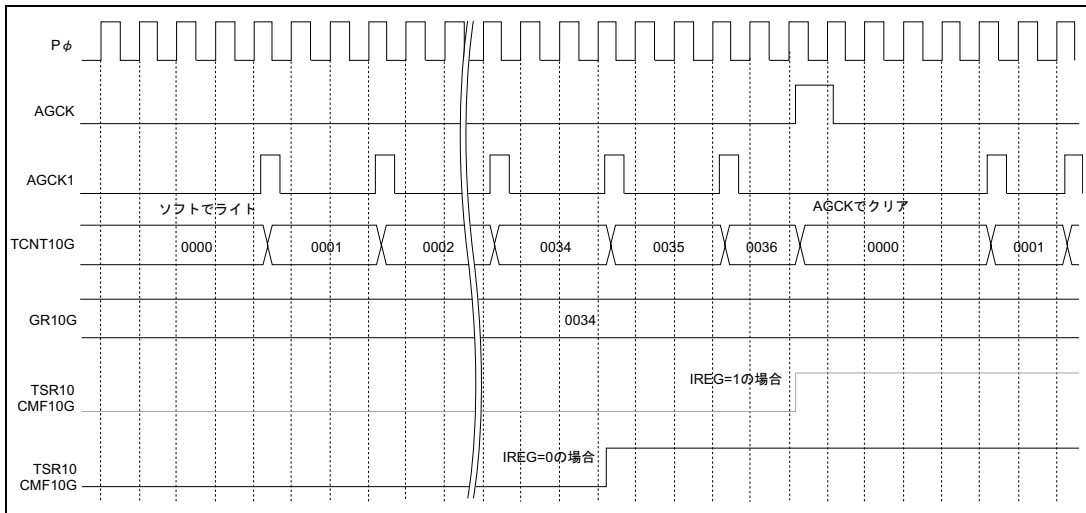 Pφ
AGCK
AGCK1
ソフトでライト
AGCKでクリア
TCNT10G 0000 0001 0002 0034 0035 0036 0000 0001
GR10G 0034
TSR10
CMF10G
IREG=1の場合
TSR10
CMF10G
IREG=0の場合